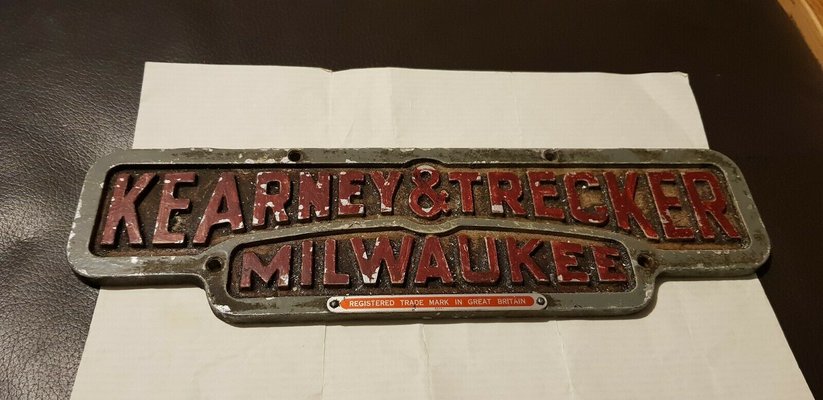 KEARNEY & TRECKER
MILWAUKEE
REGISTERED TRADE MARK IN GREAT BRITAIN